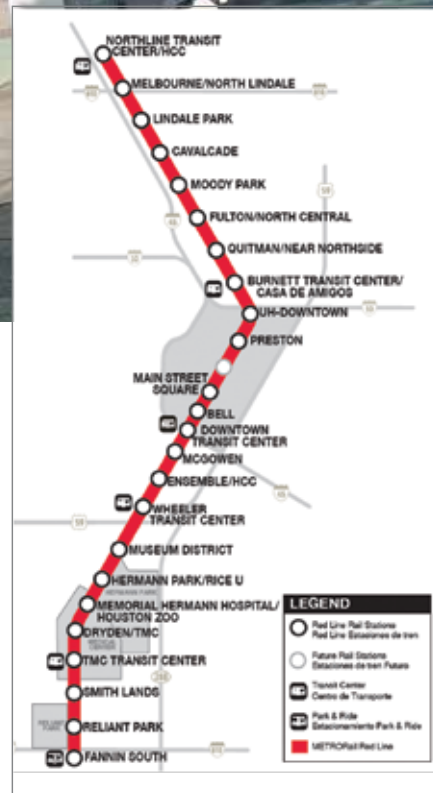 NORTHLINE TRANSIT
CENTER/HCC
MELBOURNE/NORTH LINDALE
LINDALE PARK
CAVALCADE
MOODY PARK
59
FULTON/NORTH CENTRAL
QUITMAN/NEAR NORTHSIDE
BURNETT TRANSIT CENTER/
CASA DE AMIGOS
UH-DOWNTOWN
PRESTON
MAIN STREET
SQUARE
BELL
DOWNTOWN
TRANSIT CENTER
MCGOWEN
ENSEMBLE/HCC
WHEELER
TRANSIT CENTER
59
MUSEUM DISTRICT
HERMANN PARK/RICE U
HERMANN PARK
MEMORIAL HERMANN HOSPITAL/
HOUSTON ZOO
DRYDEN/TMC
TMC TRANSIT CENTER
SMITH LANDS
RELIANT PARK
FANNIN SOUTH
LEGEND
Red Line Rail Stations
Red Line Estaciones de tren
Future Rail Stations
Estaciones de tren Futuro
Transit Center
Centro de Transporte
Park & Ride
Estacionamiento Park & Ride
METRORail Red Line